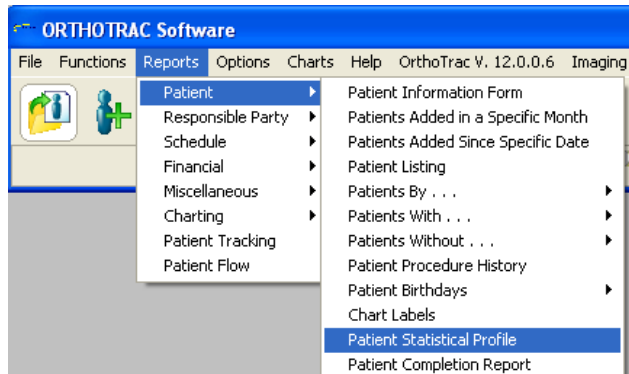 ORTHOTRAC Software
File Functions Reports Options Charts Help OrthoTrac V. 12.0.0.6 Imaging
Patient
Responsible Party
Schedule
Financial
Miscellaneous
Charting
Patient Tracking
Patient Flow
Patient Information Form
Patients Added in a Specific Month
Patients Added Since Specific Date
Patient Listing
Patients By . . .
Patients With . . .
Patients Without . . .
Patient Procedure History
Patient Birthdays
Chart Labels
Patient Statistical Profile
Patient Completion Report